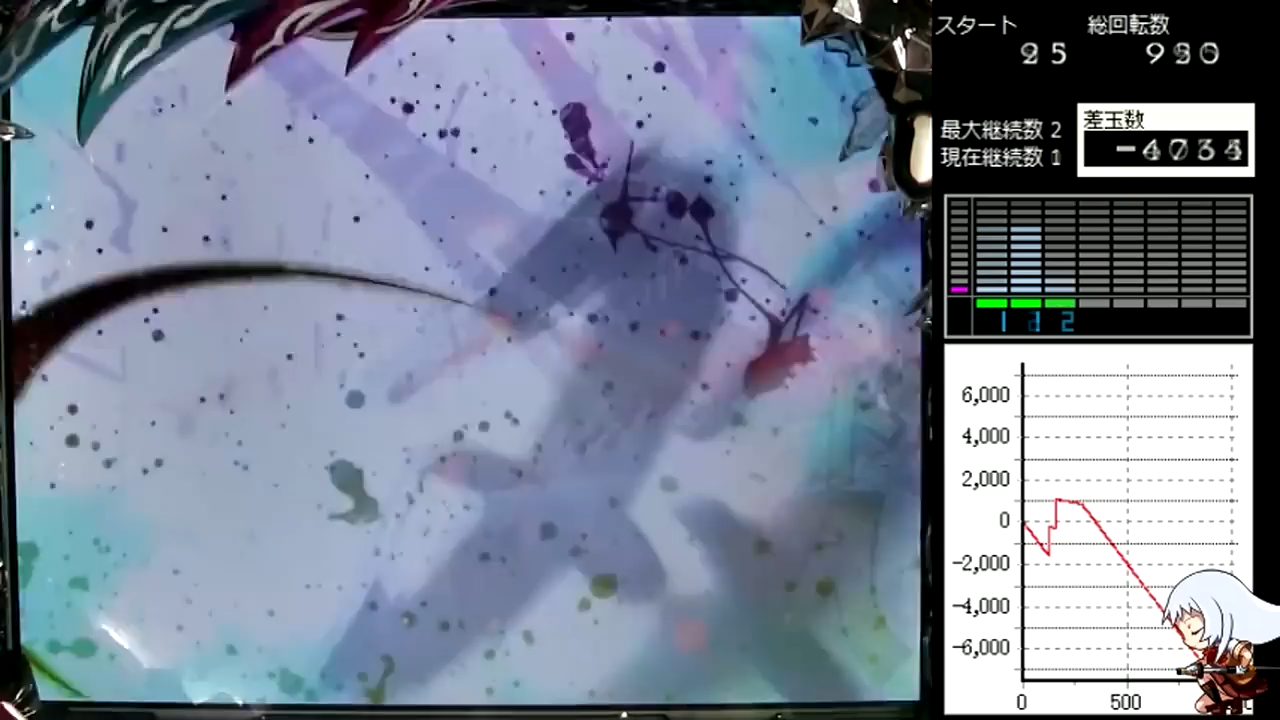 スタート 総回転数
25 930
最大継続数 2
差玉数
現在継続数 1
1 d 2
6,000
4,000
2,000
0
-2,000
-4,000
-6,000
0 500